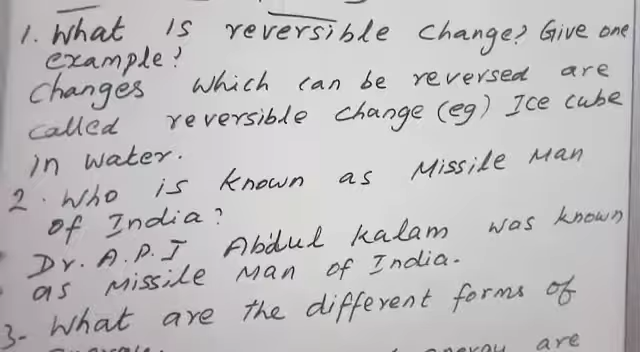 1. What is reversible change? Give one
example?
Changes which can be reversed are
called reversible change (eg) Ice cube
in water.
2. Who is known as Missile Man
of India?
Dr. A.P.J Abdul Kalam was known
as Missile Man of India.
3- What are the different forms of
energy are